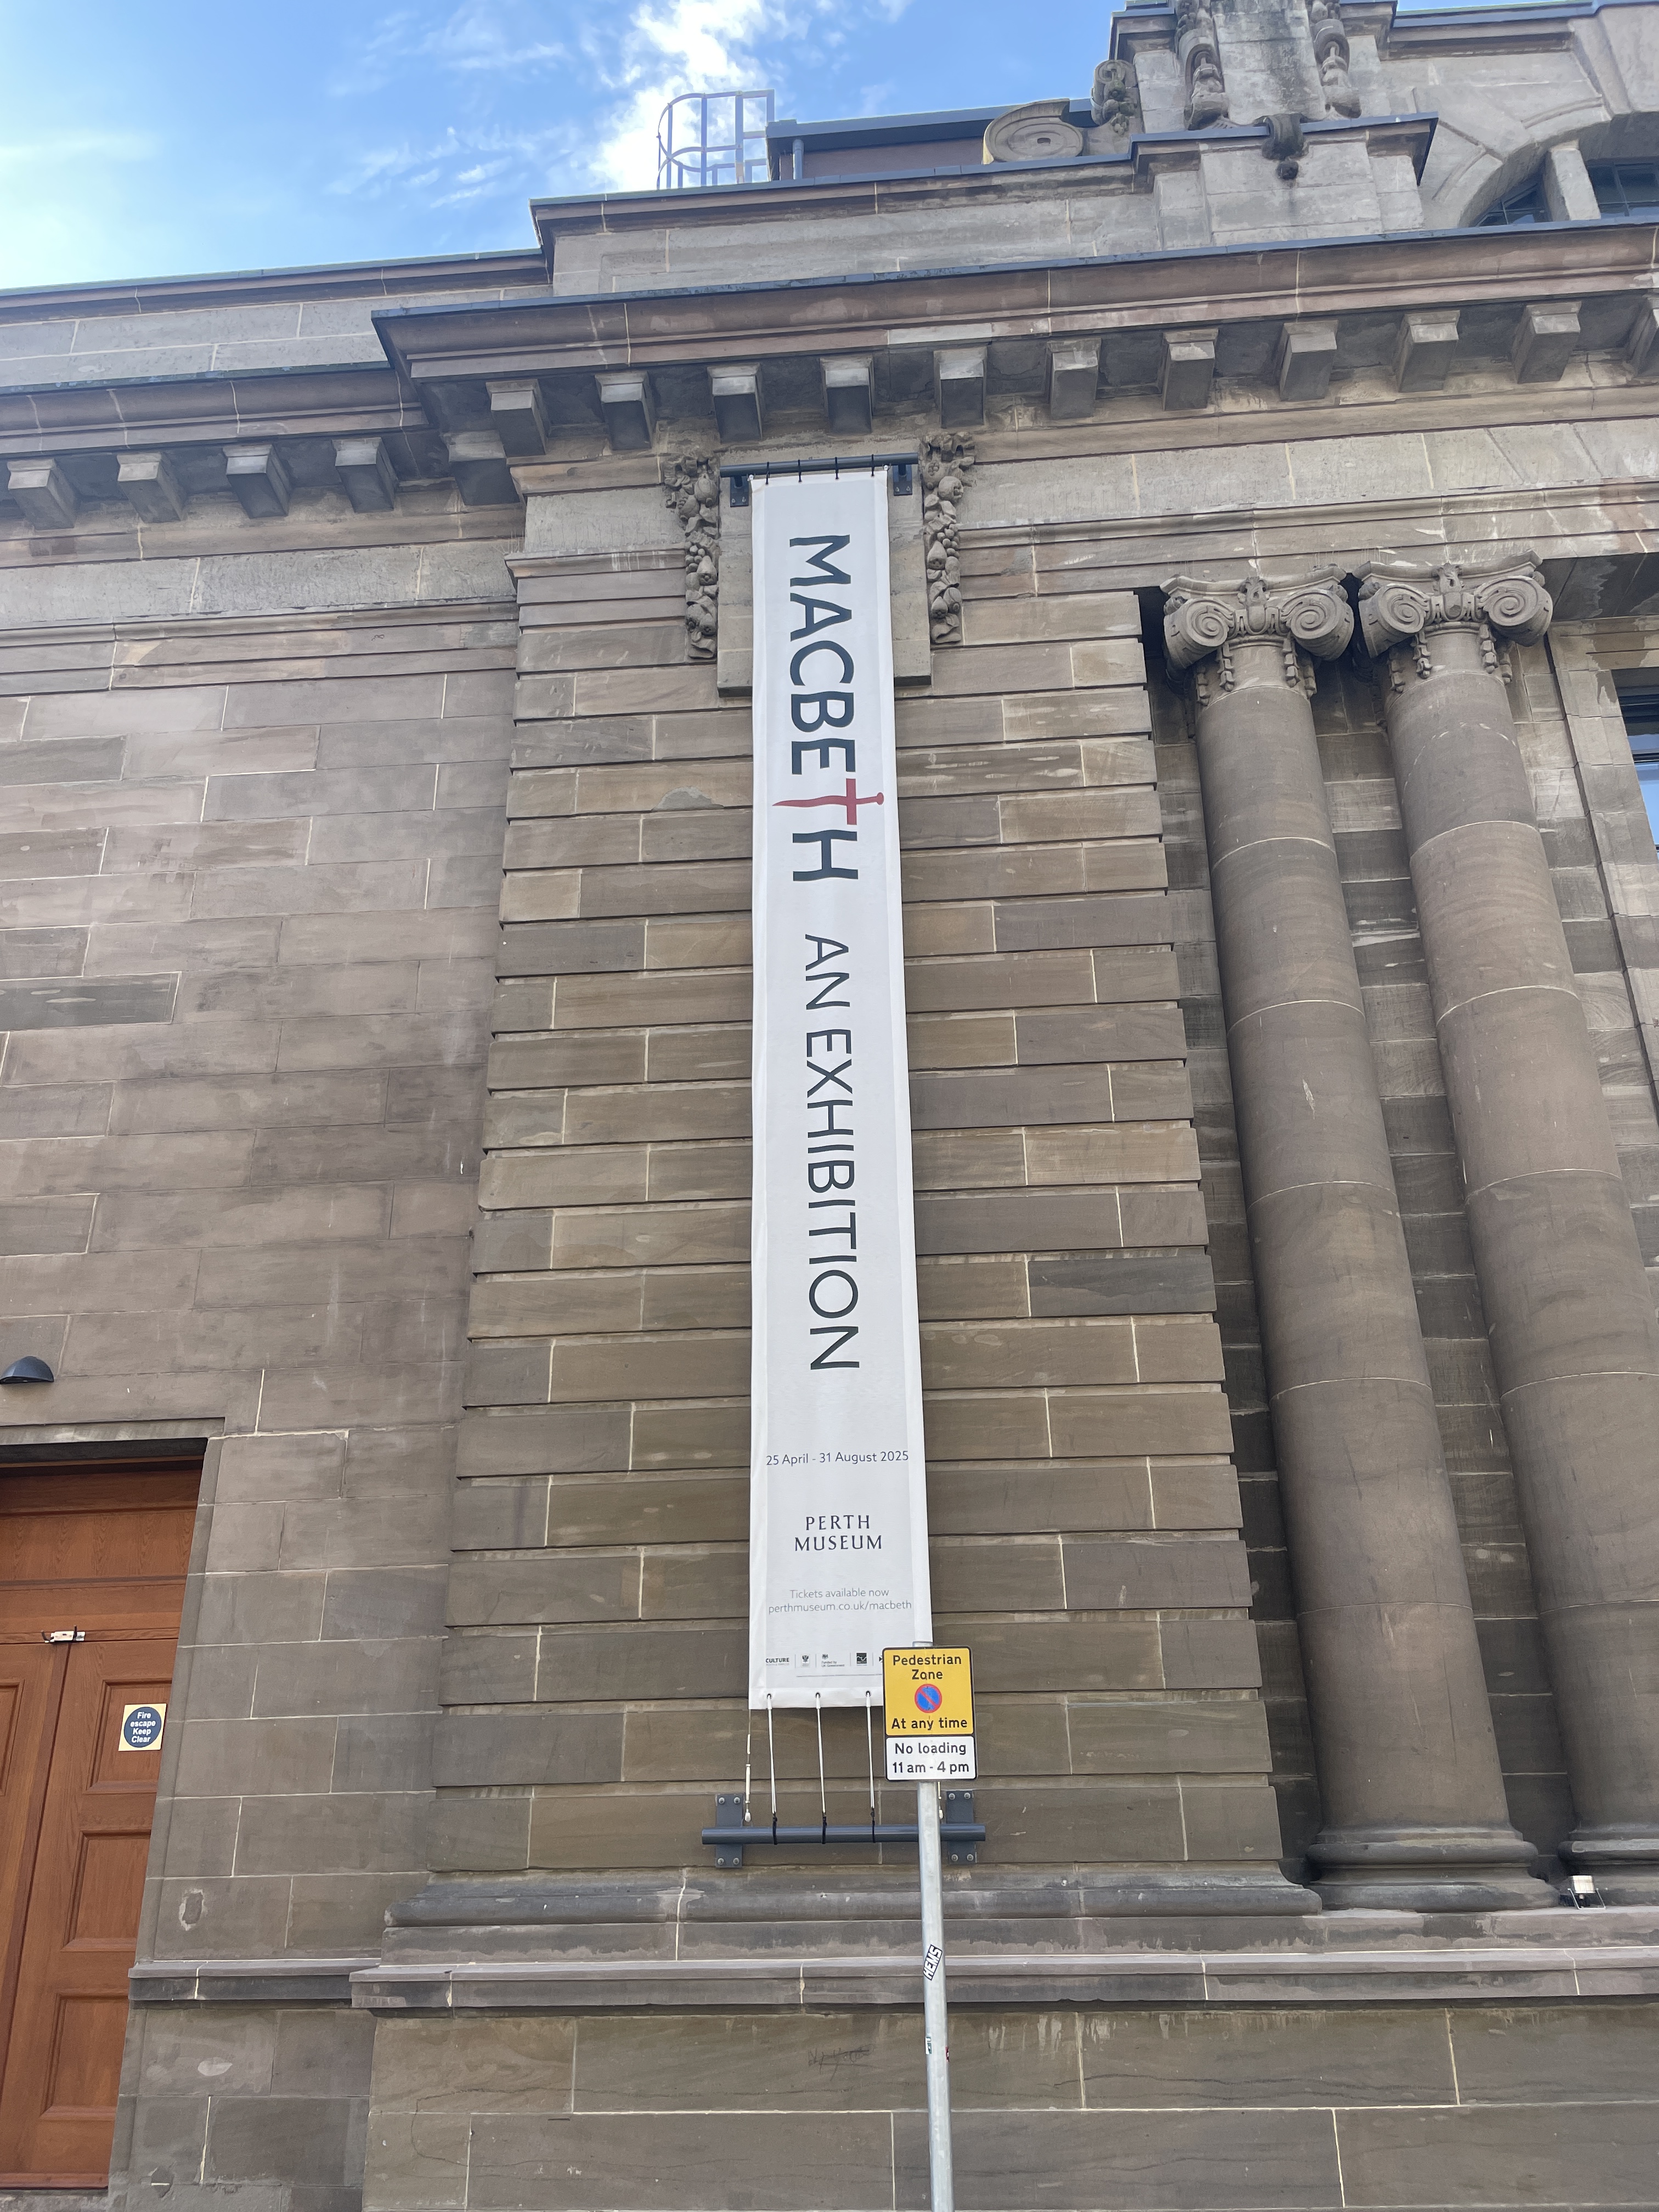 MACBETH AN EXHIBITION
25 April - 31 August 2025
PERTH
MUSEUM
Tickets available now
perthmuseum.co.uk/macbeth
CULTURE
Pedestrian
Zone
At any time
No loading
11 am - 4 pm
Fire
escape
Keep
Clear
HEMS